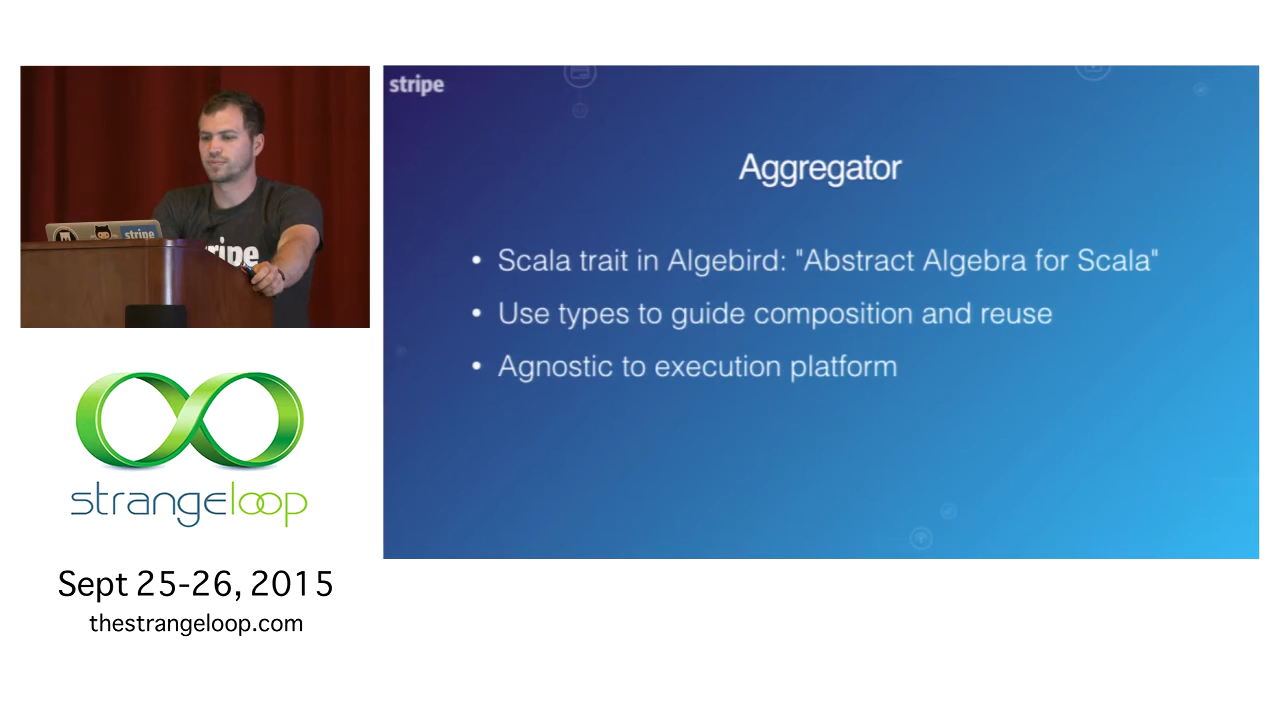 stripe
Aggregator
• Scala trait in Algebird: "Abstract Algebra for Scala"
• Use types to guide composition and reuse
• Agnostic to execution platform
stripe
ripe
strangeloop
Sept 25-26, 2015
thestrangeloop.com